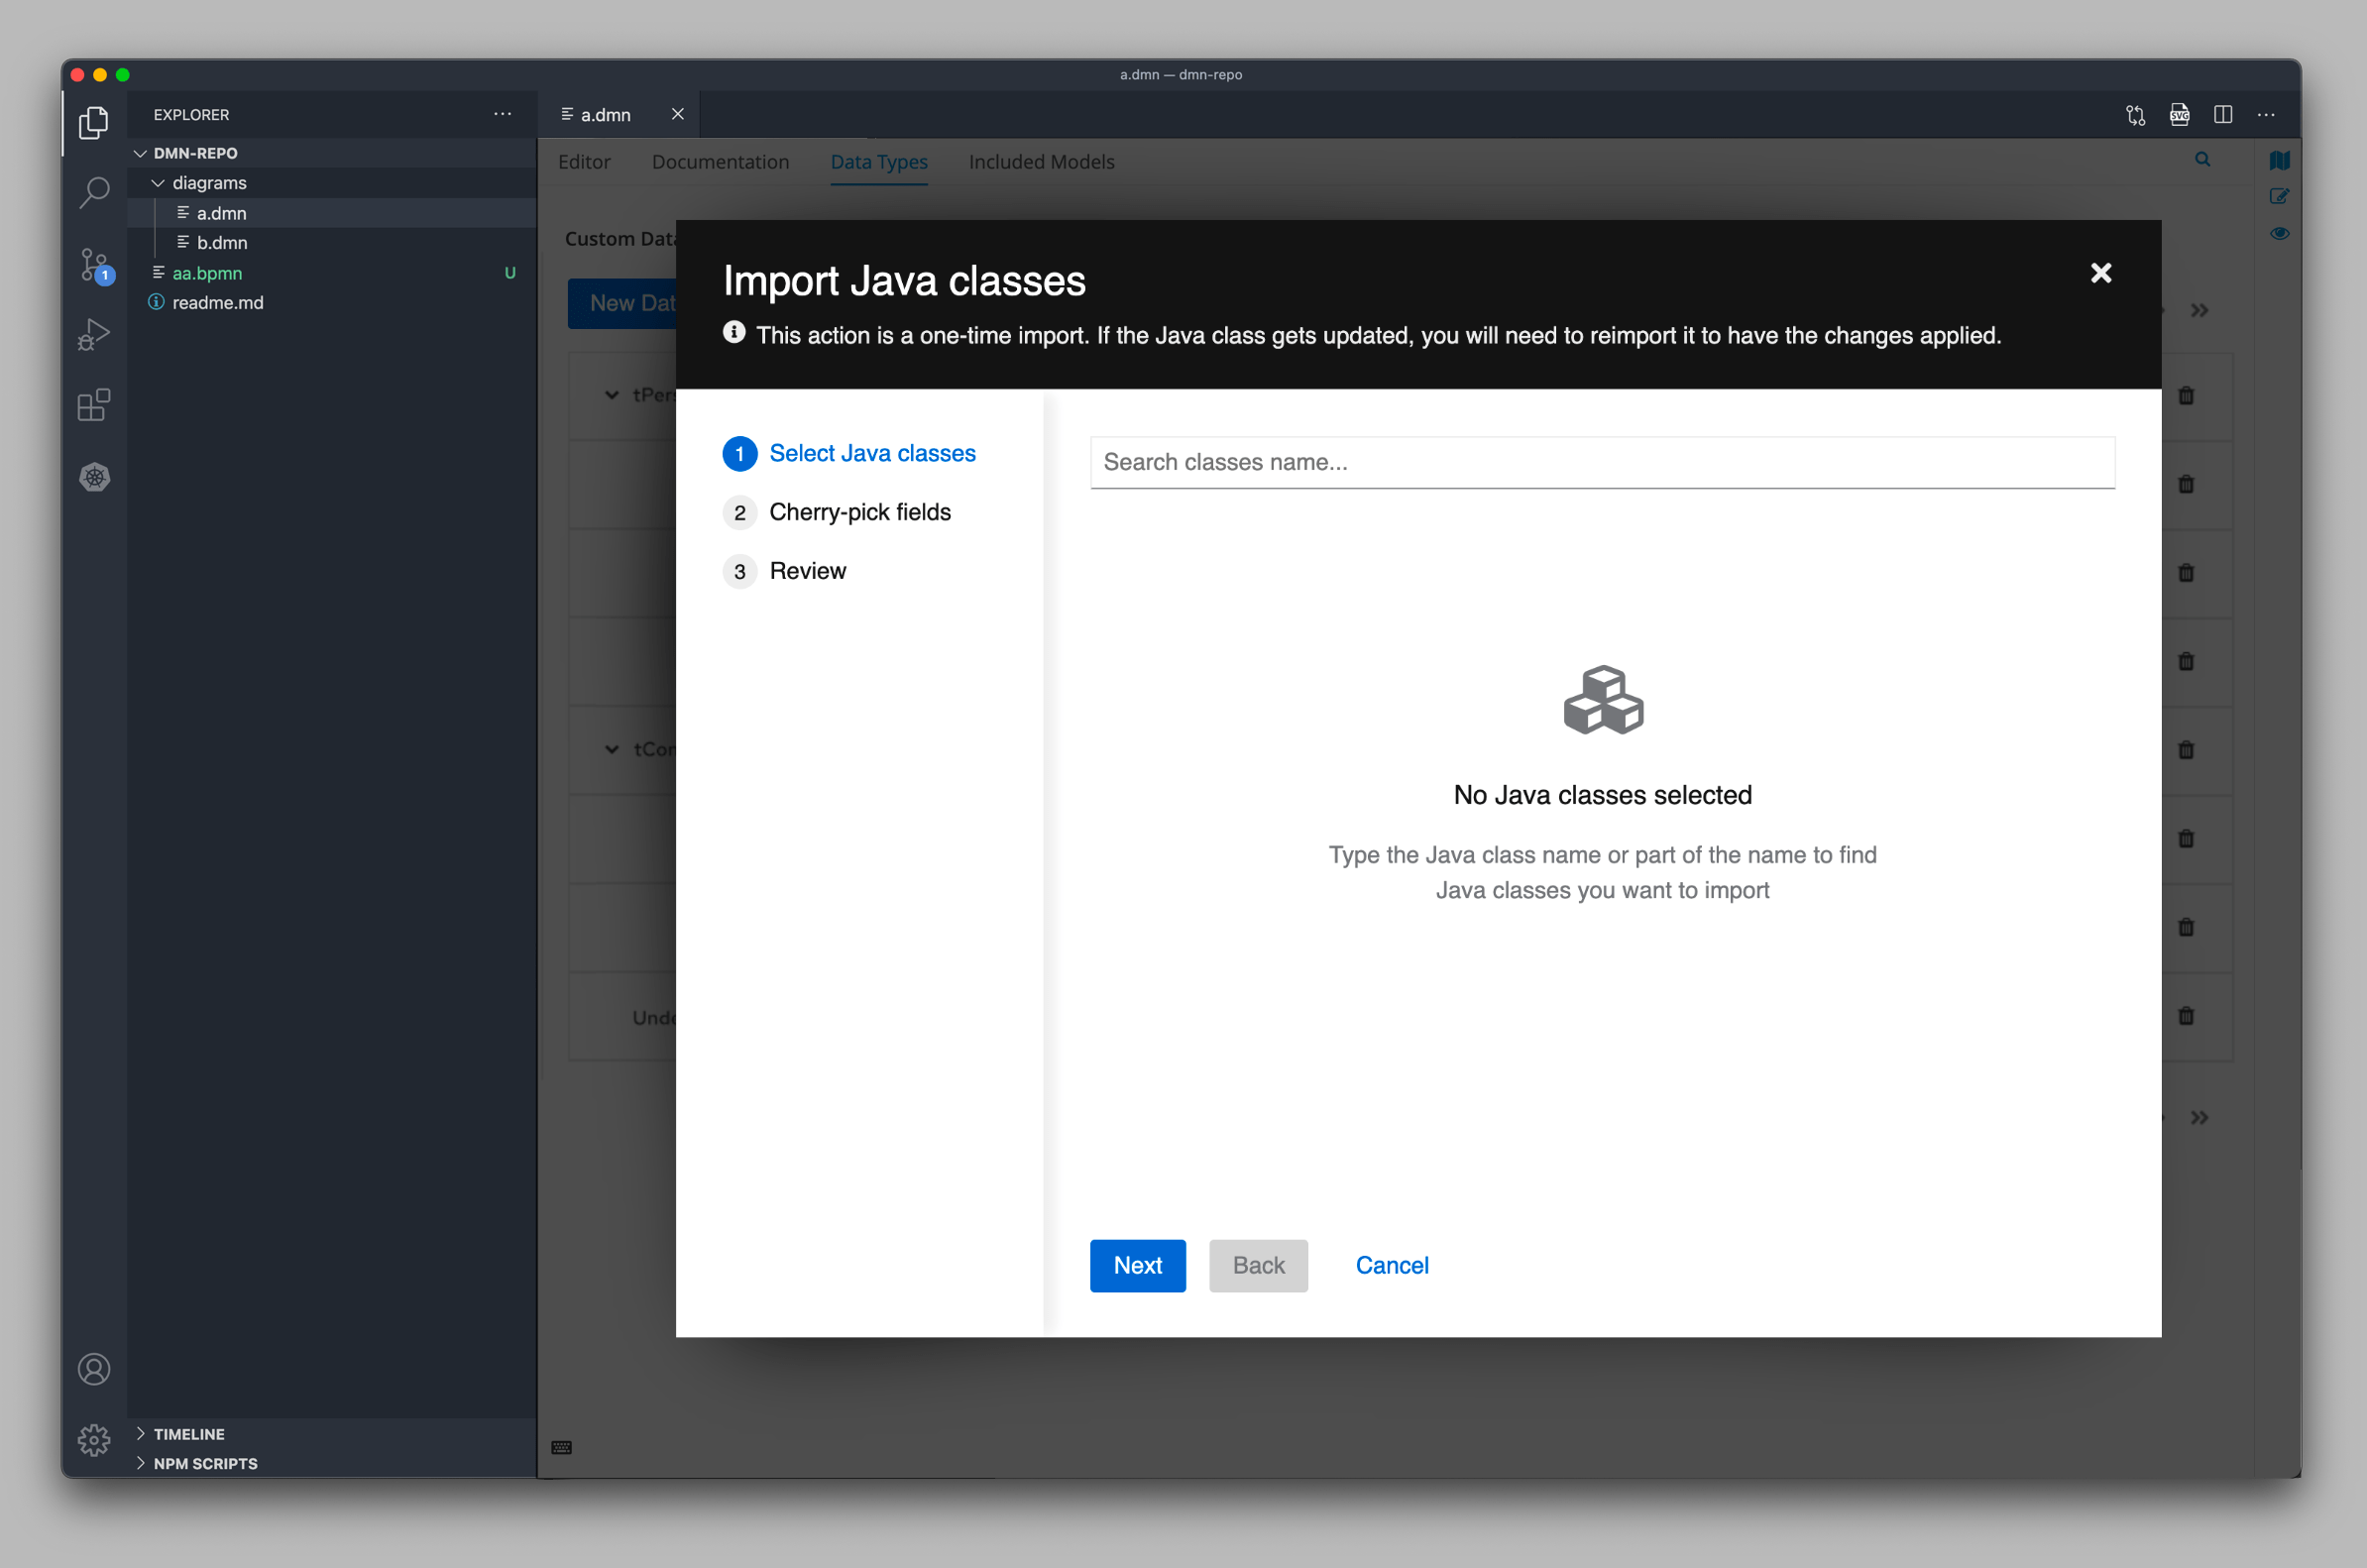 a.dmn — dmn-repo
EXPLORER
a.dmn
SVG
DMN-REPO
diagrams
a.dmn
b.dmn
aa.bpmn U
readme.md
1
TIMELINE
NPM SCRIPTS
Editor Documentation Data Types Included Models
Custom Data
New Dat
tPers
tCon
Unde
Import Java classes
This action is a one-time import. If the Java class gets updated, you will need to reimport it to have the changes applied.
1 Select Java classes
2 Cherry-pick fields
3 Review
Search classes name...
No Java classes selected
Type the Java class name or part of the name to find
Java classes you want to import
Next Back Cancel